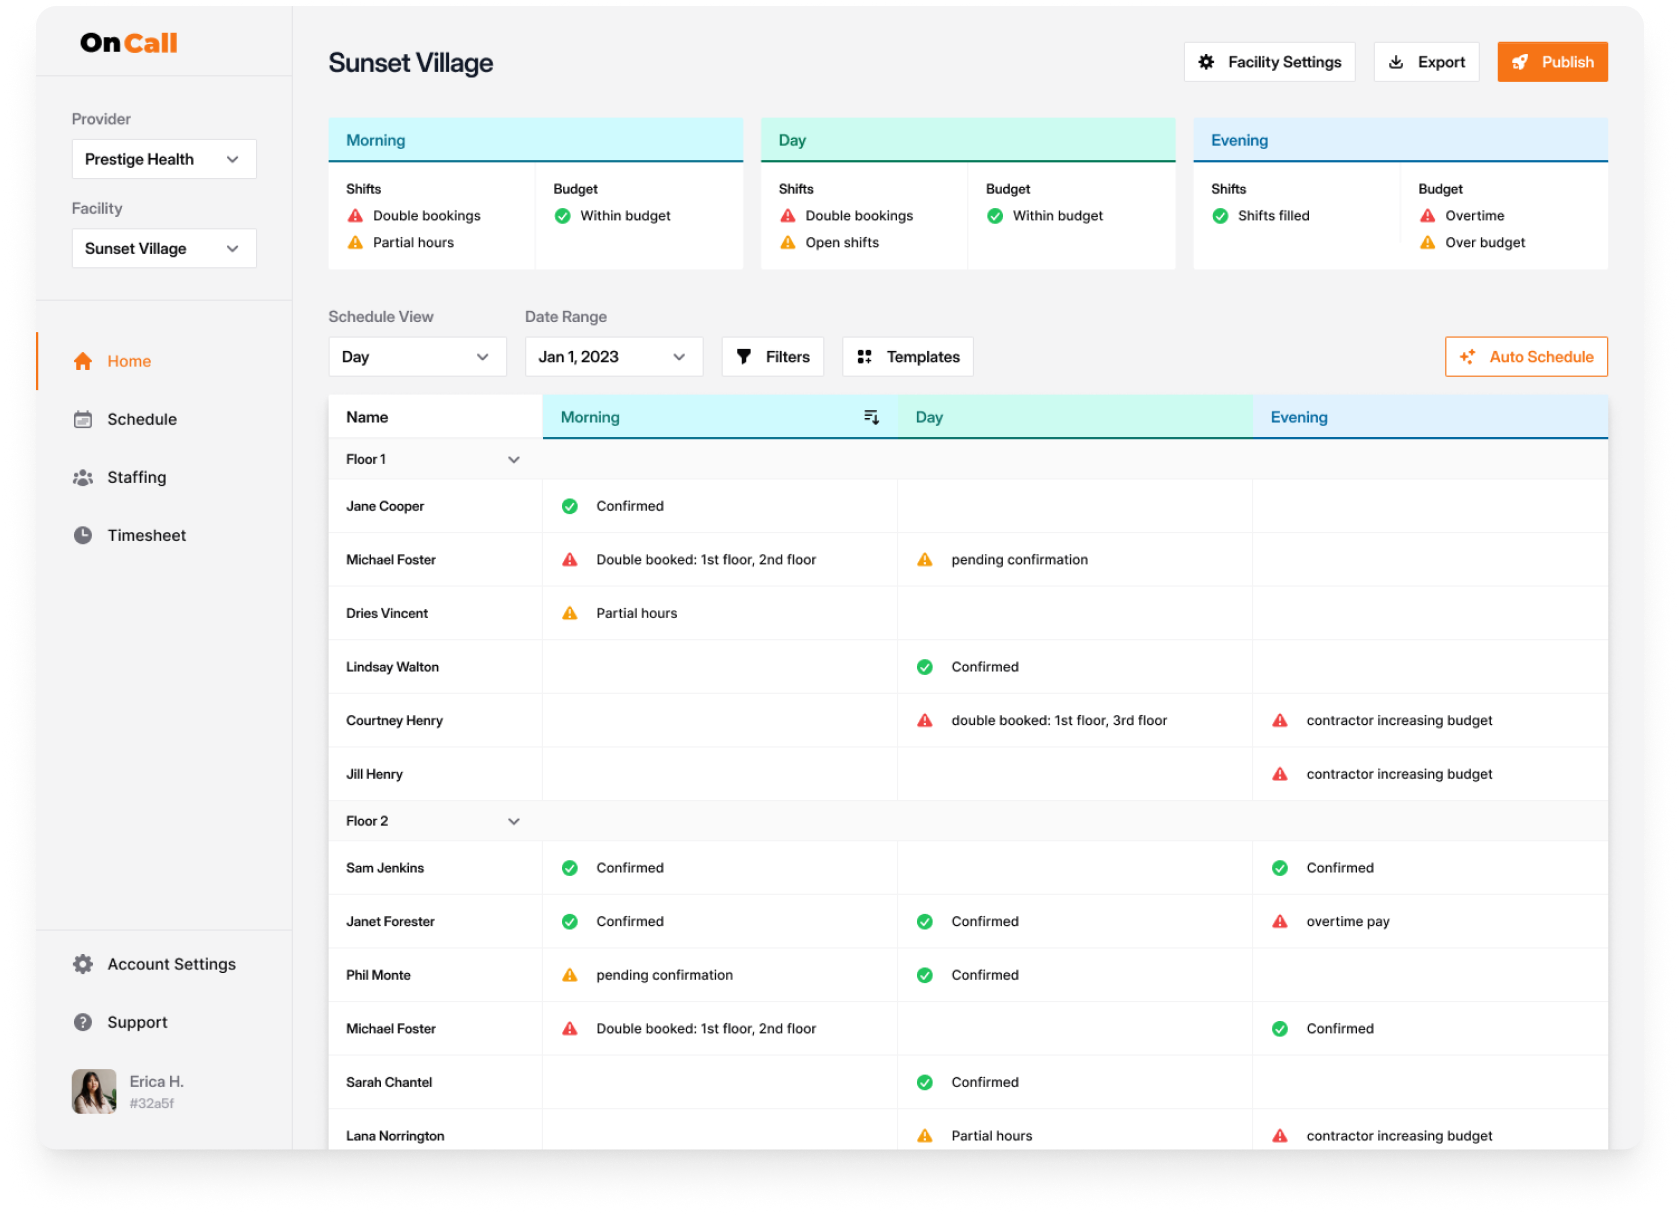 OnCall
Provider
Prestige Health
Facility
Sunset Village
Home
Schedule
Staffing
Timesheet
Account Settings
Support
Erica H.
#32a5f
Sunset Village
Facility Settings
Export
Publish
Morning
Shifts
Double bookings
Partial hours
Budget
Within budget
Day
Shifts
Double bookings
Open shifts
Budget
Within budget
Evening
Shifts
Shifts filled
Budget
Overtime
Over budget
Schedule View
Day
Date Range
Jan 1, 2023
Filters
Templates
Auto Schedule
Name Morning Day Evening
Floor 1
Jane Cooper Confirmed
Michael Foster Double booked: 1st floor, 2nd floor pending confirmation
Dries Vincent Partial hours
Lindsay Walton Confirmed
Courtney Henry double booked: 1st floor, 3rd floor contractor increasing budget
Jill Henry contractor increasing budget
Floor 2
Sam Jenkins Confirmed Confirmed
Janet Forester Confirmed Confirmed overtime pay
Phil Monte pending confirmation Confirmed
Michael Foster Double booked: 1st floor, 2nd floor Confirmed
Sarah Chantel Confirmed
Lana Norrington Partial hours contractor increasing budget